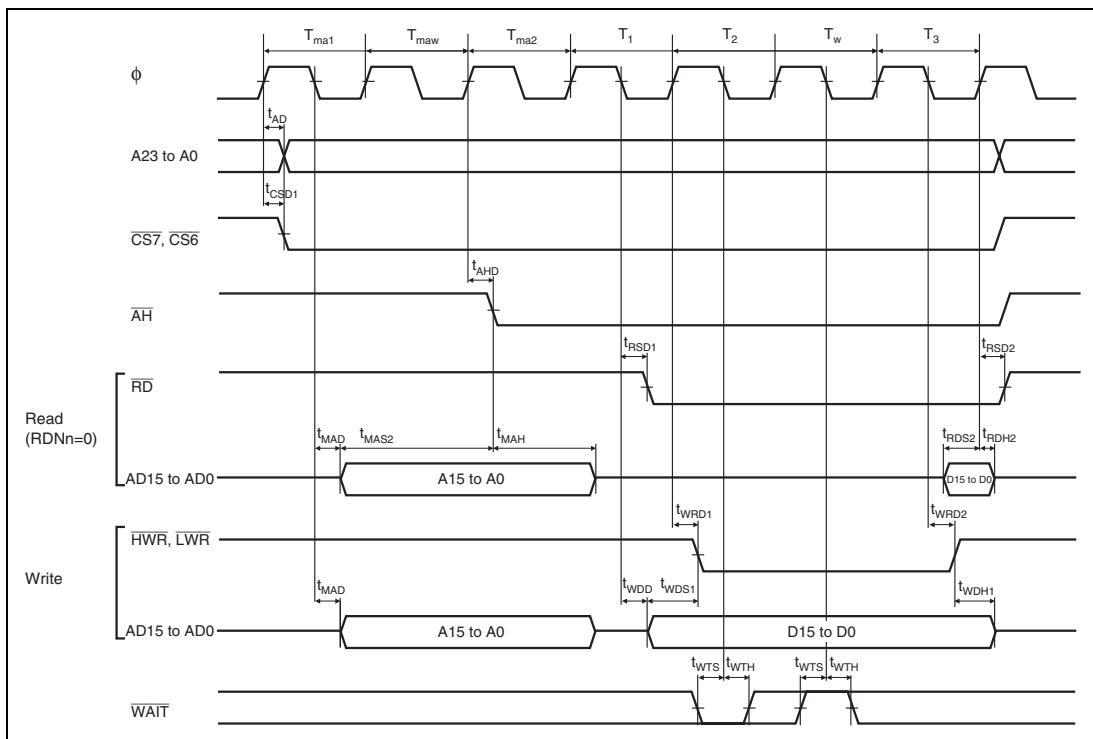 Tma1 Tmaw Tma2 T1 T2 Tw T3
ϕ
tAD
A23 to A0
tCSD1
CS7, CS6
tAHD
AH
tRSD1 tRSD2
RD
Read
(RDNn=0)
tMAD tMAS2 tMAH tRDS2 tRDH2
AD15 to AD0 A15 to A0 D15 to D0
tWRD1 tWRD2
HWR, LWR
Write
tMAD tWDD tWDS1 tWDH1
AD15 to AD0 A15 to A0 D15 to D0
tWTS tWTH tWTS tWTH
WAIT